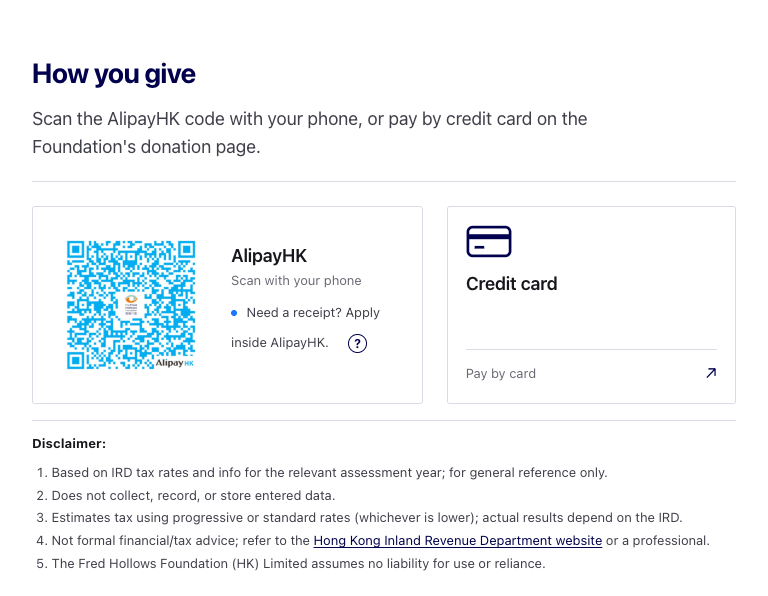 How you give
Scan the AlipayHK code with your phone, or pay by credit card on the
Foundation's donation page.
AlipayHK
Scan with your phone
Need a receipt? Apply
inside AlipayHK. ?
Alipay HK
Credit card
Pay by card
Disclaimer:
1. Based on IRD tax rates and info for the relevant assessment year; for general reference only.
2. Does not collect, record, or store entered data.
3. Estimates tax using progressive or standard rates (whichever is lower); actual results depend on the IRD.
4. Not formal financial/tax advice; refer to the Hong Kong Inland Revenue Department website or a professional.
5. The Fred Hollows Foundation (HK) Limited assumes no liability for use or reliance.